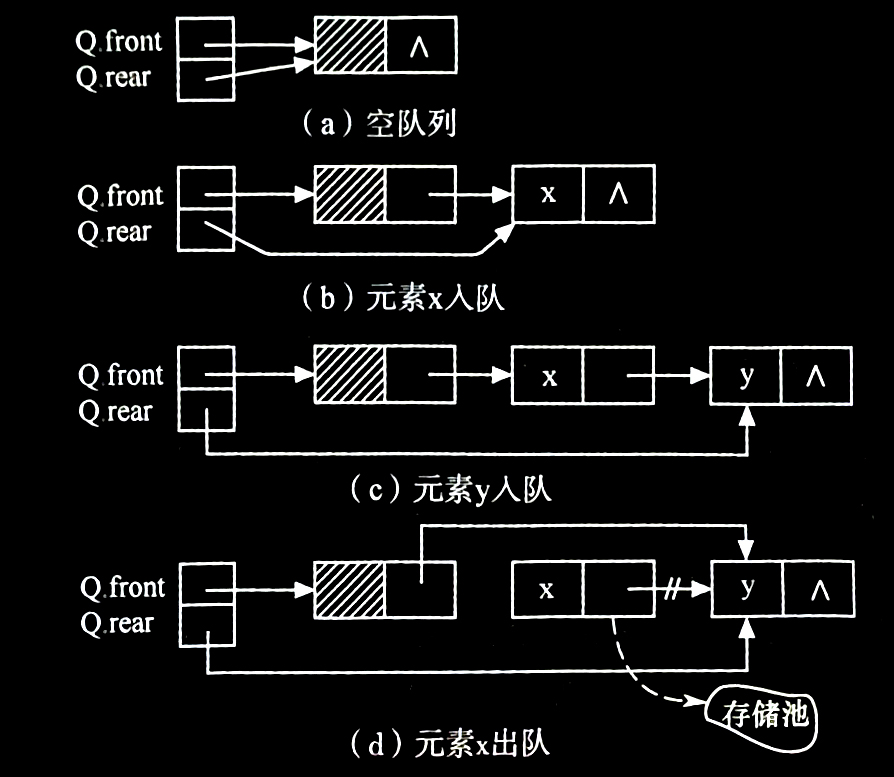 Q.front
Q.rear
∧
（a）空队列
Q.front
Q.rear
x
∧
（b）元素x入队
Q.front
Q.rear
x
y
∧
（c）元素y入队
Q.front
Q.rear
x
y
∧
存储池
（d）元素x出队